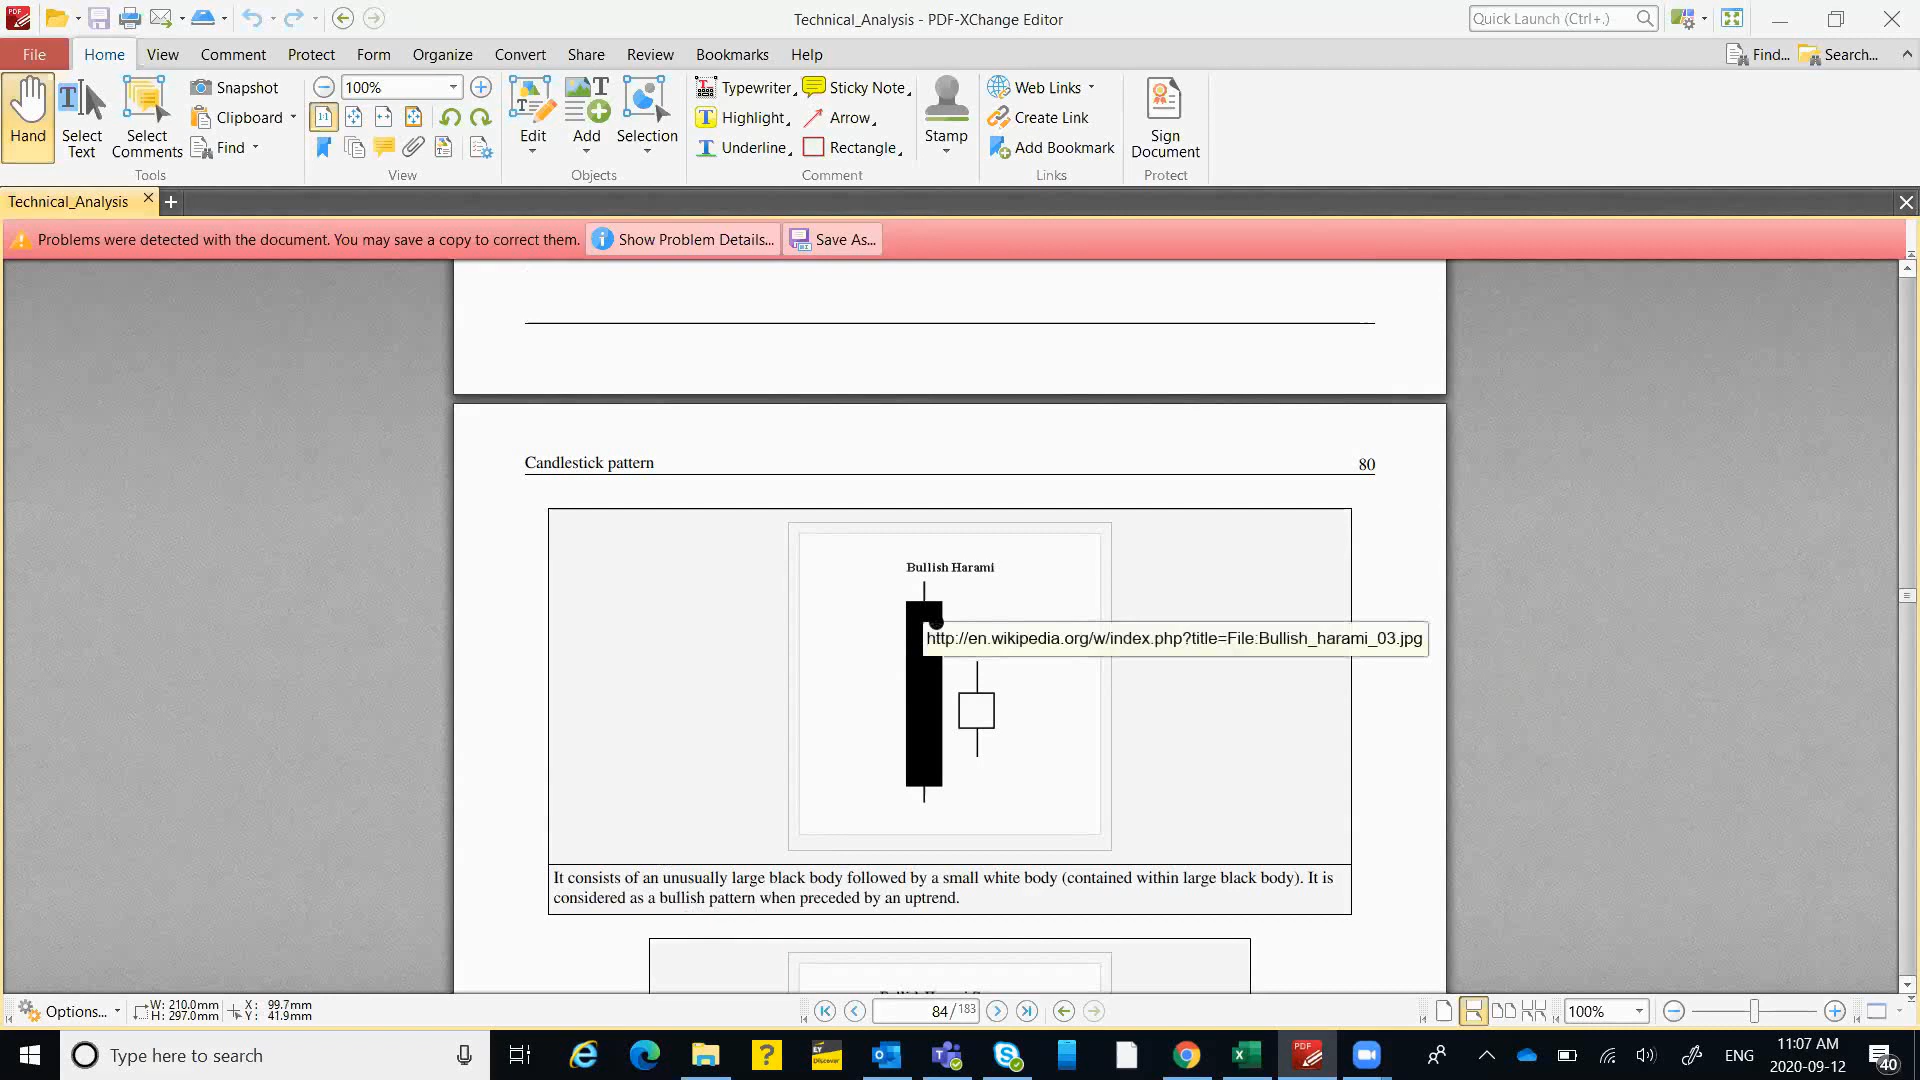 Technical_Analysis - PDF-XChange Editor
Quick Launch (Ctrl+.)
File Home View Comment Protect Form Organize Convert Share Review Bookmarks Help
Find... Search...
Hand
Select Text
Select Comments
Snapshot
Clipboard
Find
Tools
100%
View
Edit
Add
Selection
Objects
Typewriter Sticky Note
Highlight Arrow
Underline Rectangle
Comment
Stamp
Web Links
Create Link
Add Bookmark
Links
Sign Document
Protect
Technical_Analysis
Problems were detected with the document. You may save a copy to correct them. Show Problem Details... Save As...
Candlestick pattern 80
Bullish Harami
http://en.wikipedia.org/w/index.php?title=File:Bullish_harami_03.jpg
It consists of an unusually large black body followed by a small white body (contained within large black body). It is
considered as a bullish pattern when preceded by an uptrend.
Options... W: 210.0mm X: 99.7mm
H: 297.0mm Y: 41.9mm
84 / 183
100%
Type here to search
ENG
11:07 AM
2020-09-12
40